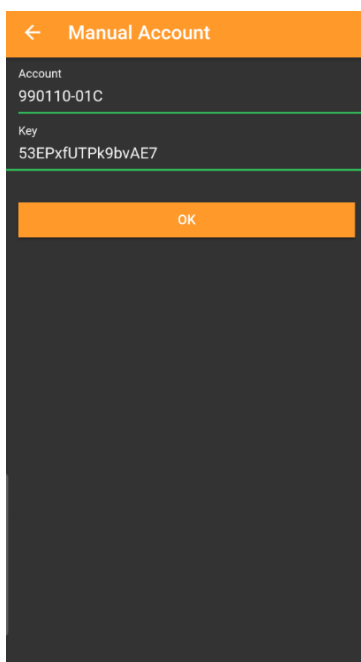 Manual Account
Account
990110-01C
Key
53EPxfUTPk9bvAE7
OK